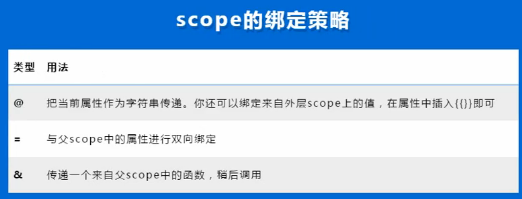 scope的绑定策略
类型 用法
@ 把当前属性作为字符串传递。你还可以绑定来自外层scope上的值，在属性中插入{{}}即可
= 与父scope中的属性进行双向绑定
& 传递一个来自父scope中的函数，稍后调用